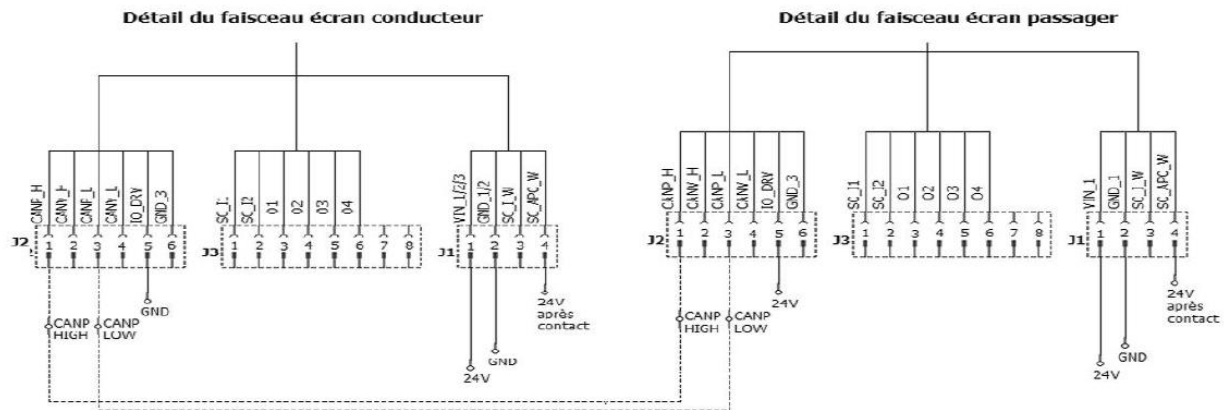 Détail du faisceau écran conducteur
CANP_H
CANV_H
CANP_L
CANV_L
IO_DRV
GND_3
J2 1 2 3 4 5 6
SC_I1
SC_I2
O1
O2
O3
O4
J3 1 2 3 4 5 6 7 8
VIN_1/2/3
GND_1/2
SC_I_W
SC_APC_W
J1 1 2 3 4
CANP HIGH
CANP LOW
GND
24V
GND
24V après contact
Détail du faisceau écran passager
CANP_H
CANV_H
CANP_L
CANV_L
IO_DRV
GND_3
J2 1 2 3 4 5 6
SC_I1
SC_I2
O1
O2
O3
O4
J3 1 2 3 4 5 6 7 8
VIN_1
GND_1
SC_I_W
SC_APC_W
J1 1 2 3 4
CANP HIGH
CANP LOW
24V
24V
GND
24V après contact